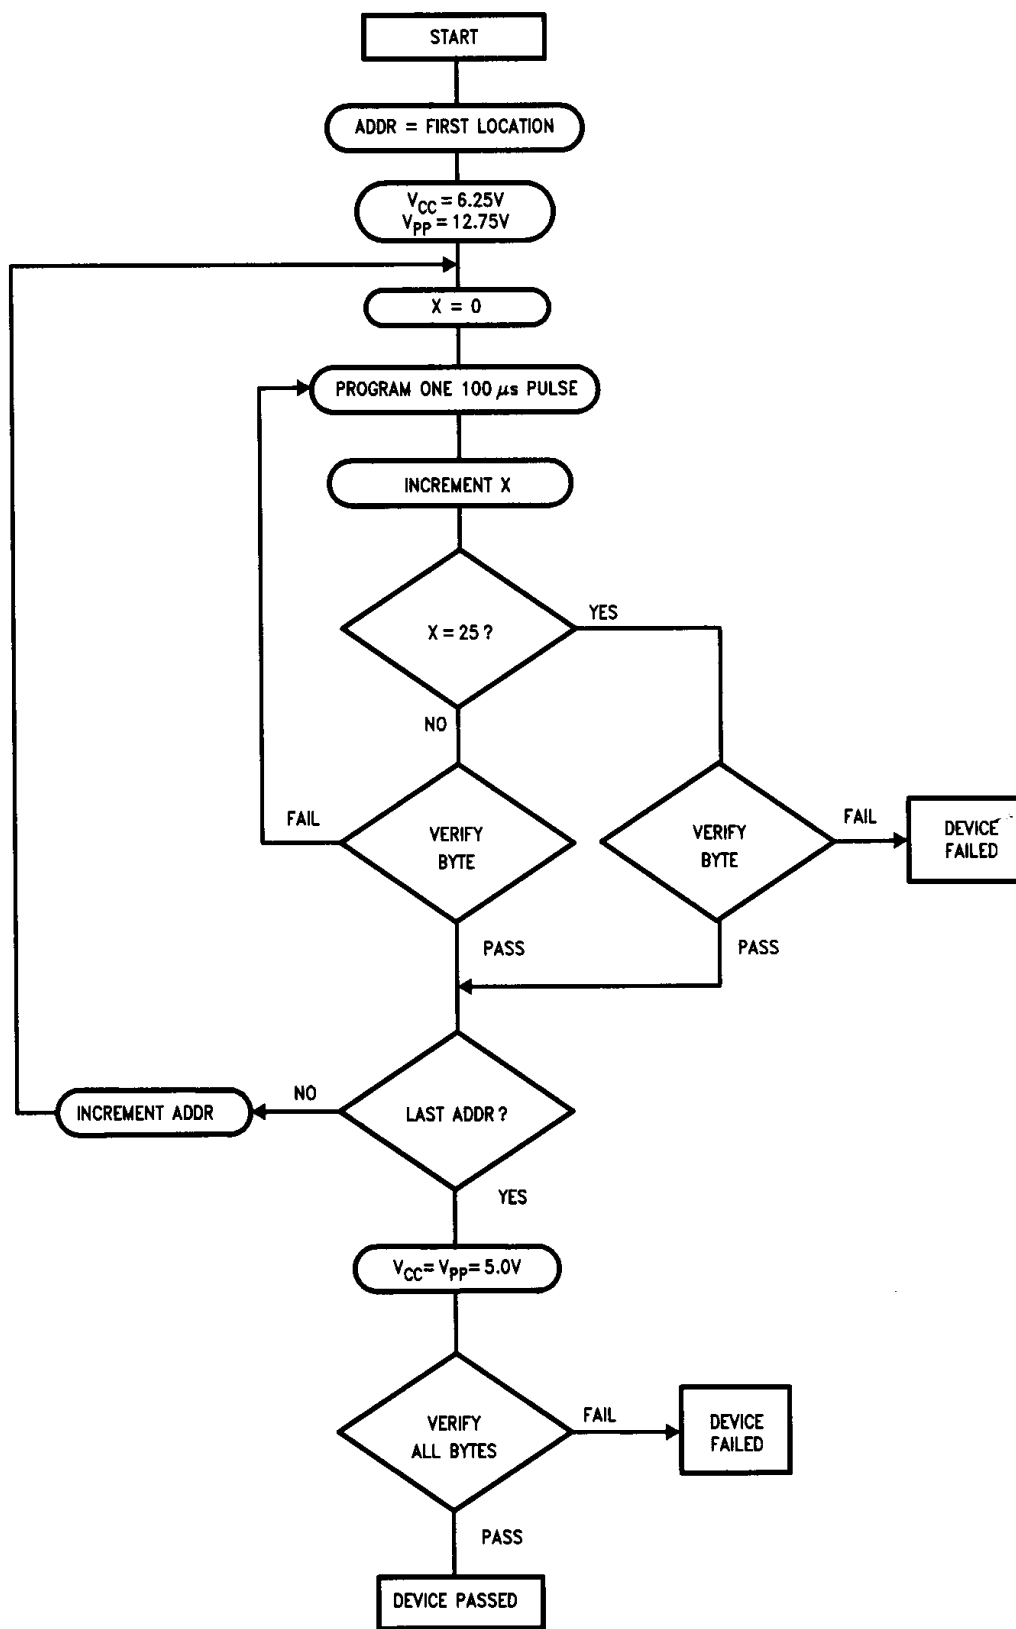 START
ADDR = FIRST LOCATION
VCC = 6.25V
VPP = 12.75V
X = 0
PROGRAM ONE 100 μs PULSE
INCREMENT X
X = 25 ?
YES
NO
VERIFY
BYTE
FAIL
VERIFY
BYTE
FAIL
DEVICE
FAILED
PASS
PASS
LAST ADDR ?
NO
INCREMENT ADDR
YES
VCC = VPP = 5.0V
VERIFY
ALL BYTES
FAIL
DEVICE
FAILED
PASS
DEVICE PASSED